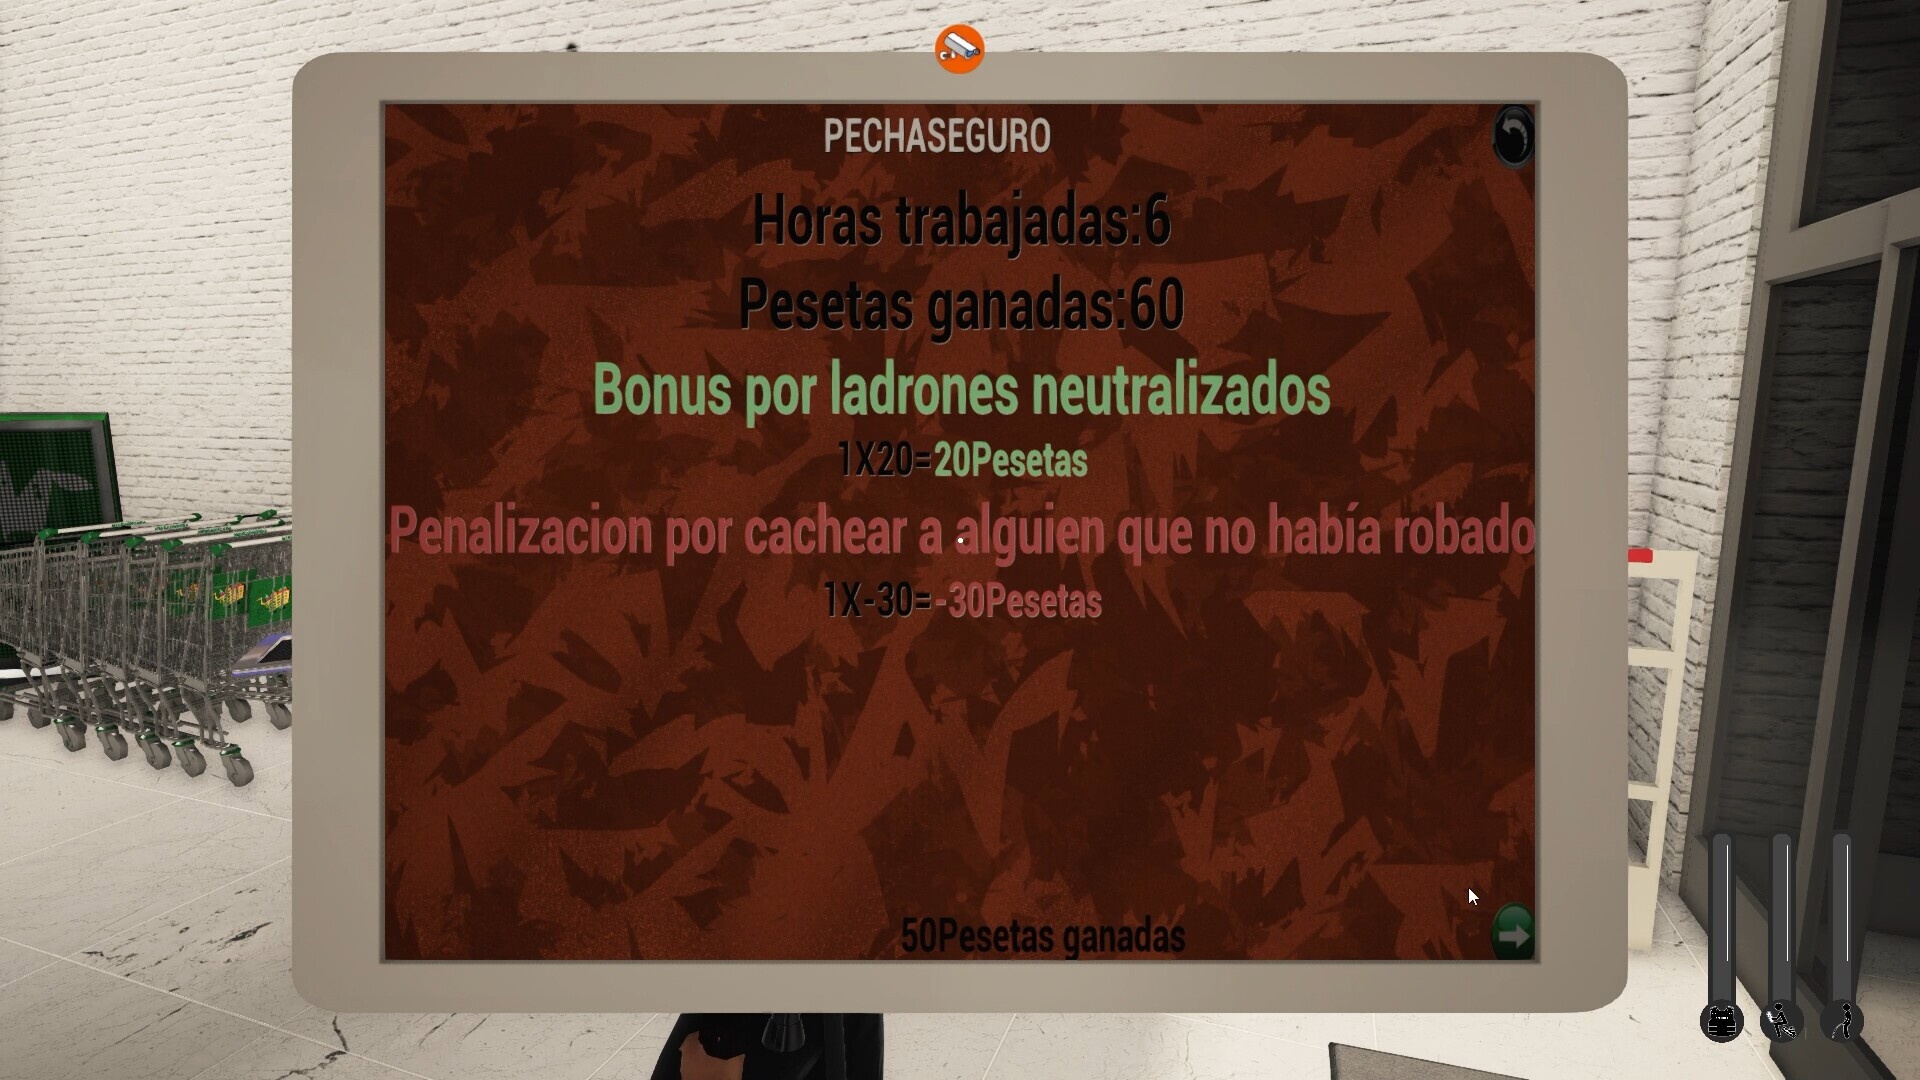 PECHASEGURO
Horas trabajadas:6
Pesetas ganadas:60
Bonus por ladrones neutralizados
1X20=20Pesetas
Penalizacion por cachear a alguien que no había robado
1X-30=-30Pesetas
50Pesetas ganadas